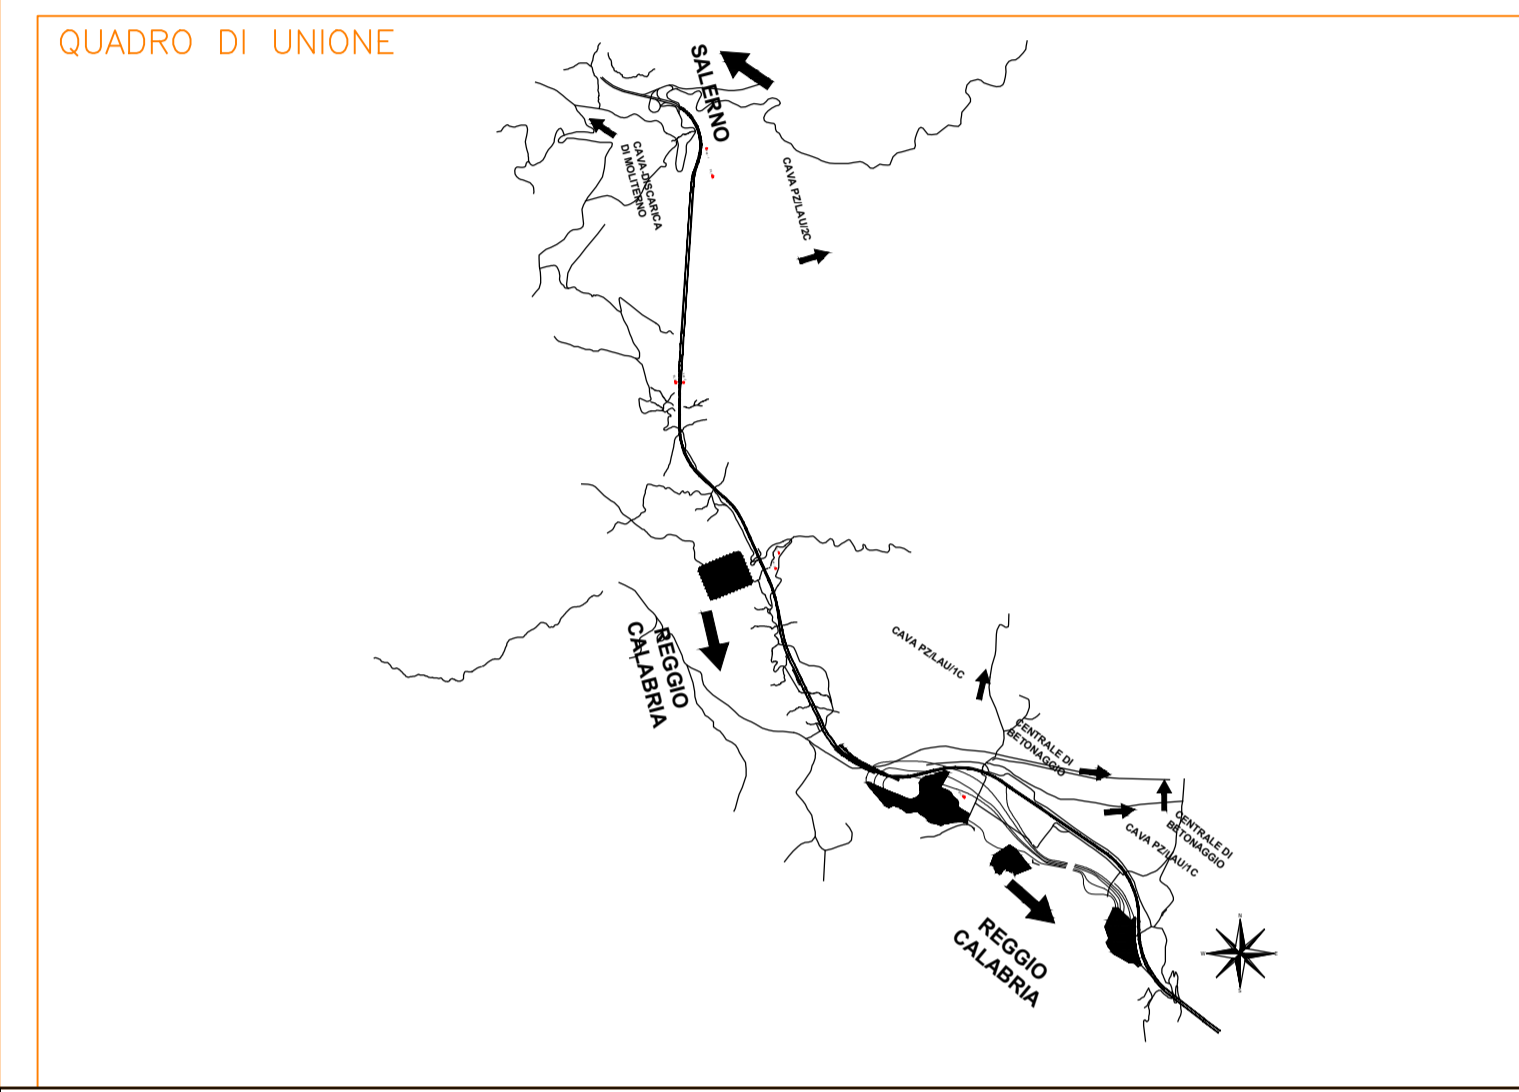 QUADRO DI UNIONE
SALERNO
CAVA-DISCARICA
DI MOLITERNO
CAVA PZ/LAU/2C
REGGIO
CALABRIA
CAVA PZ/LAU/1C
CENTRALE DI
BETONAGGIO
CENTRALE DI
BETONAGGIO
CAVA PZ/LAU/1C
REGGIO
CALABRIA
N
W
E
S